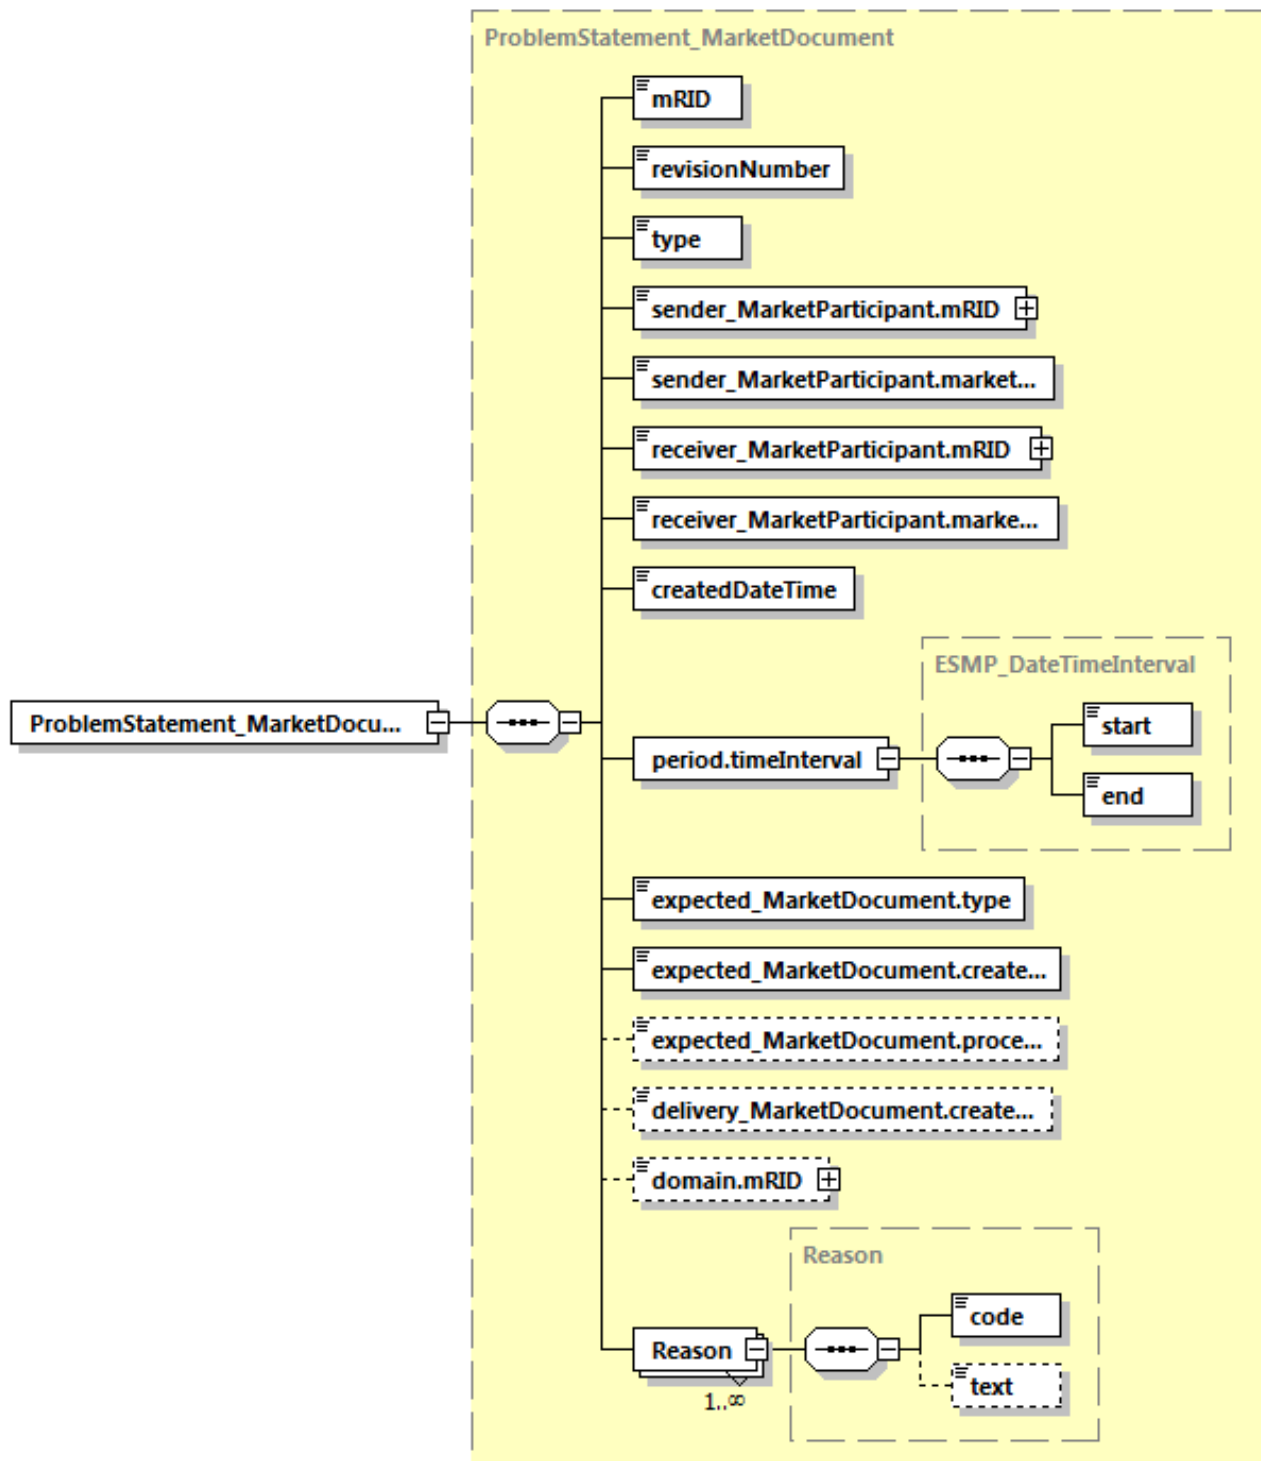 ProblemStatement_MarketDocument
mRID
revisionNumber
type
sender_MarketParticipant.mRID
sender_MarketParticipant.market...
receiver_MarketParticipant.mRID
receiver_MarketParticipant.marke...
createdDateTime
ESMP_DateTimeInterval
ProblemStatement_MarketDocu...
start
period.timeInterval
end
expected_MarketDocument.type
expected_MarketDocument.create...
expected_MarketDocument.proce...
delivery_MarketDocument.create...
domain.mRID
Reason
code
Reason
text
1..∞